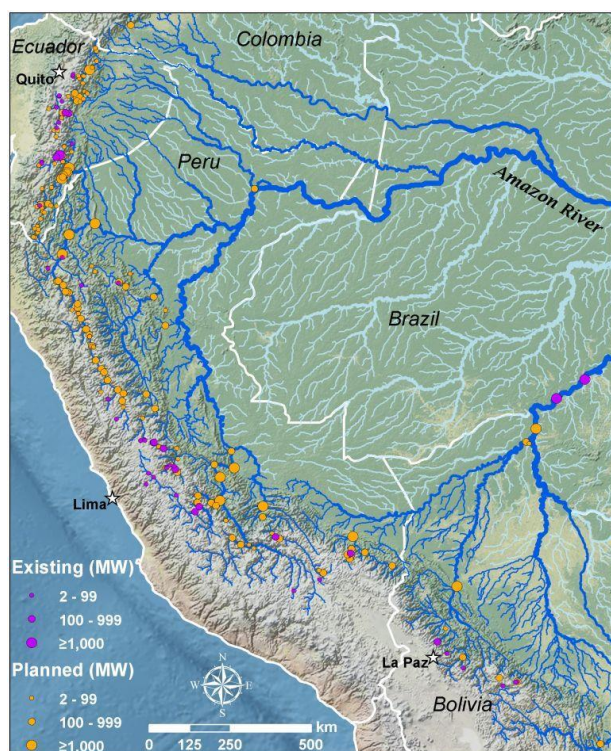 Colombia
Ecuador
Quito
Peru
Amazon River
Brazil
Lima
Existing (MW)
2 - 99
100 - 999
≥1,000
Planned (MW)
2 - 99
100 - 999
≥1,000
N
W E
S
km
0 125 250 500
La Paz
Bolivia